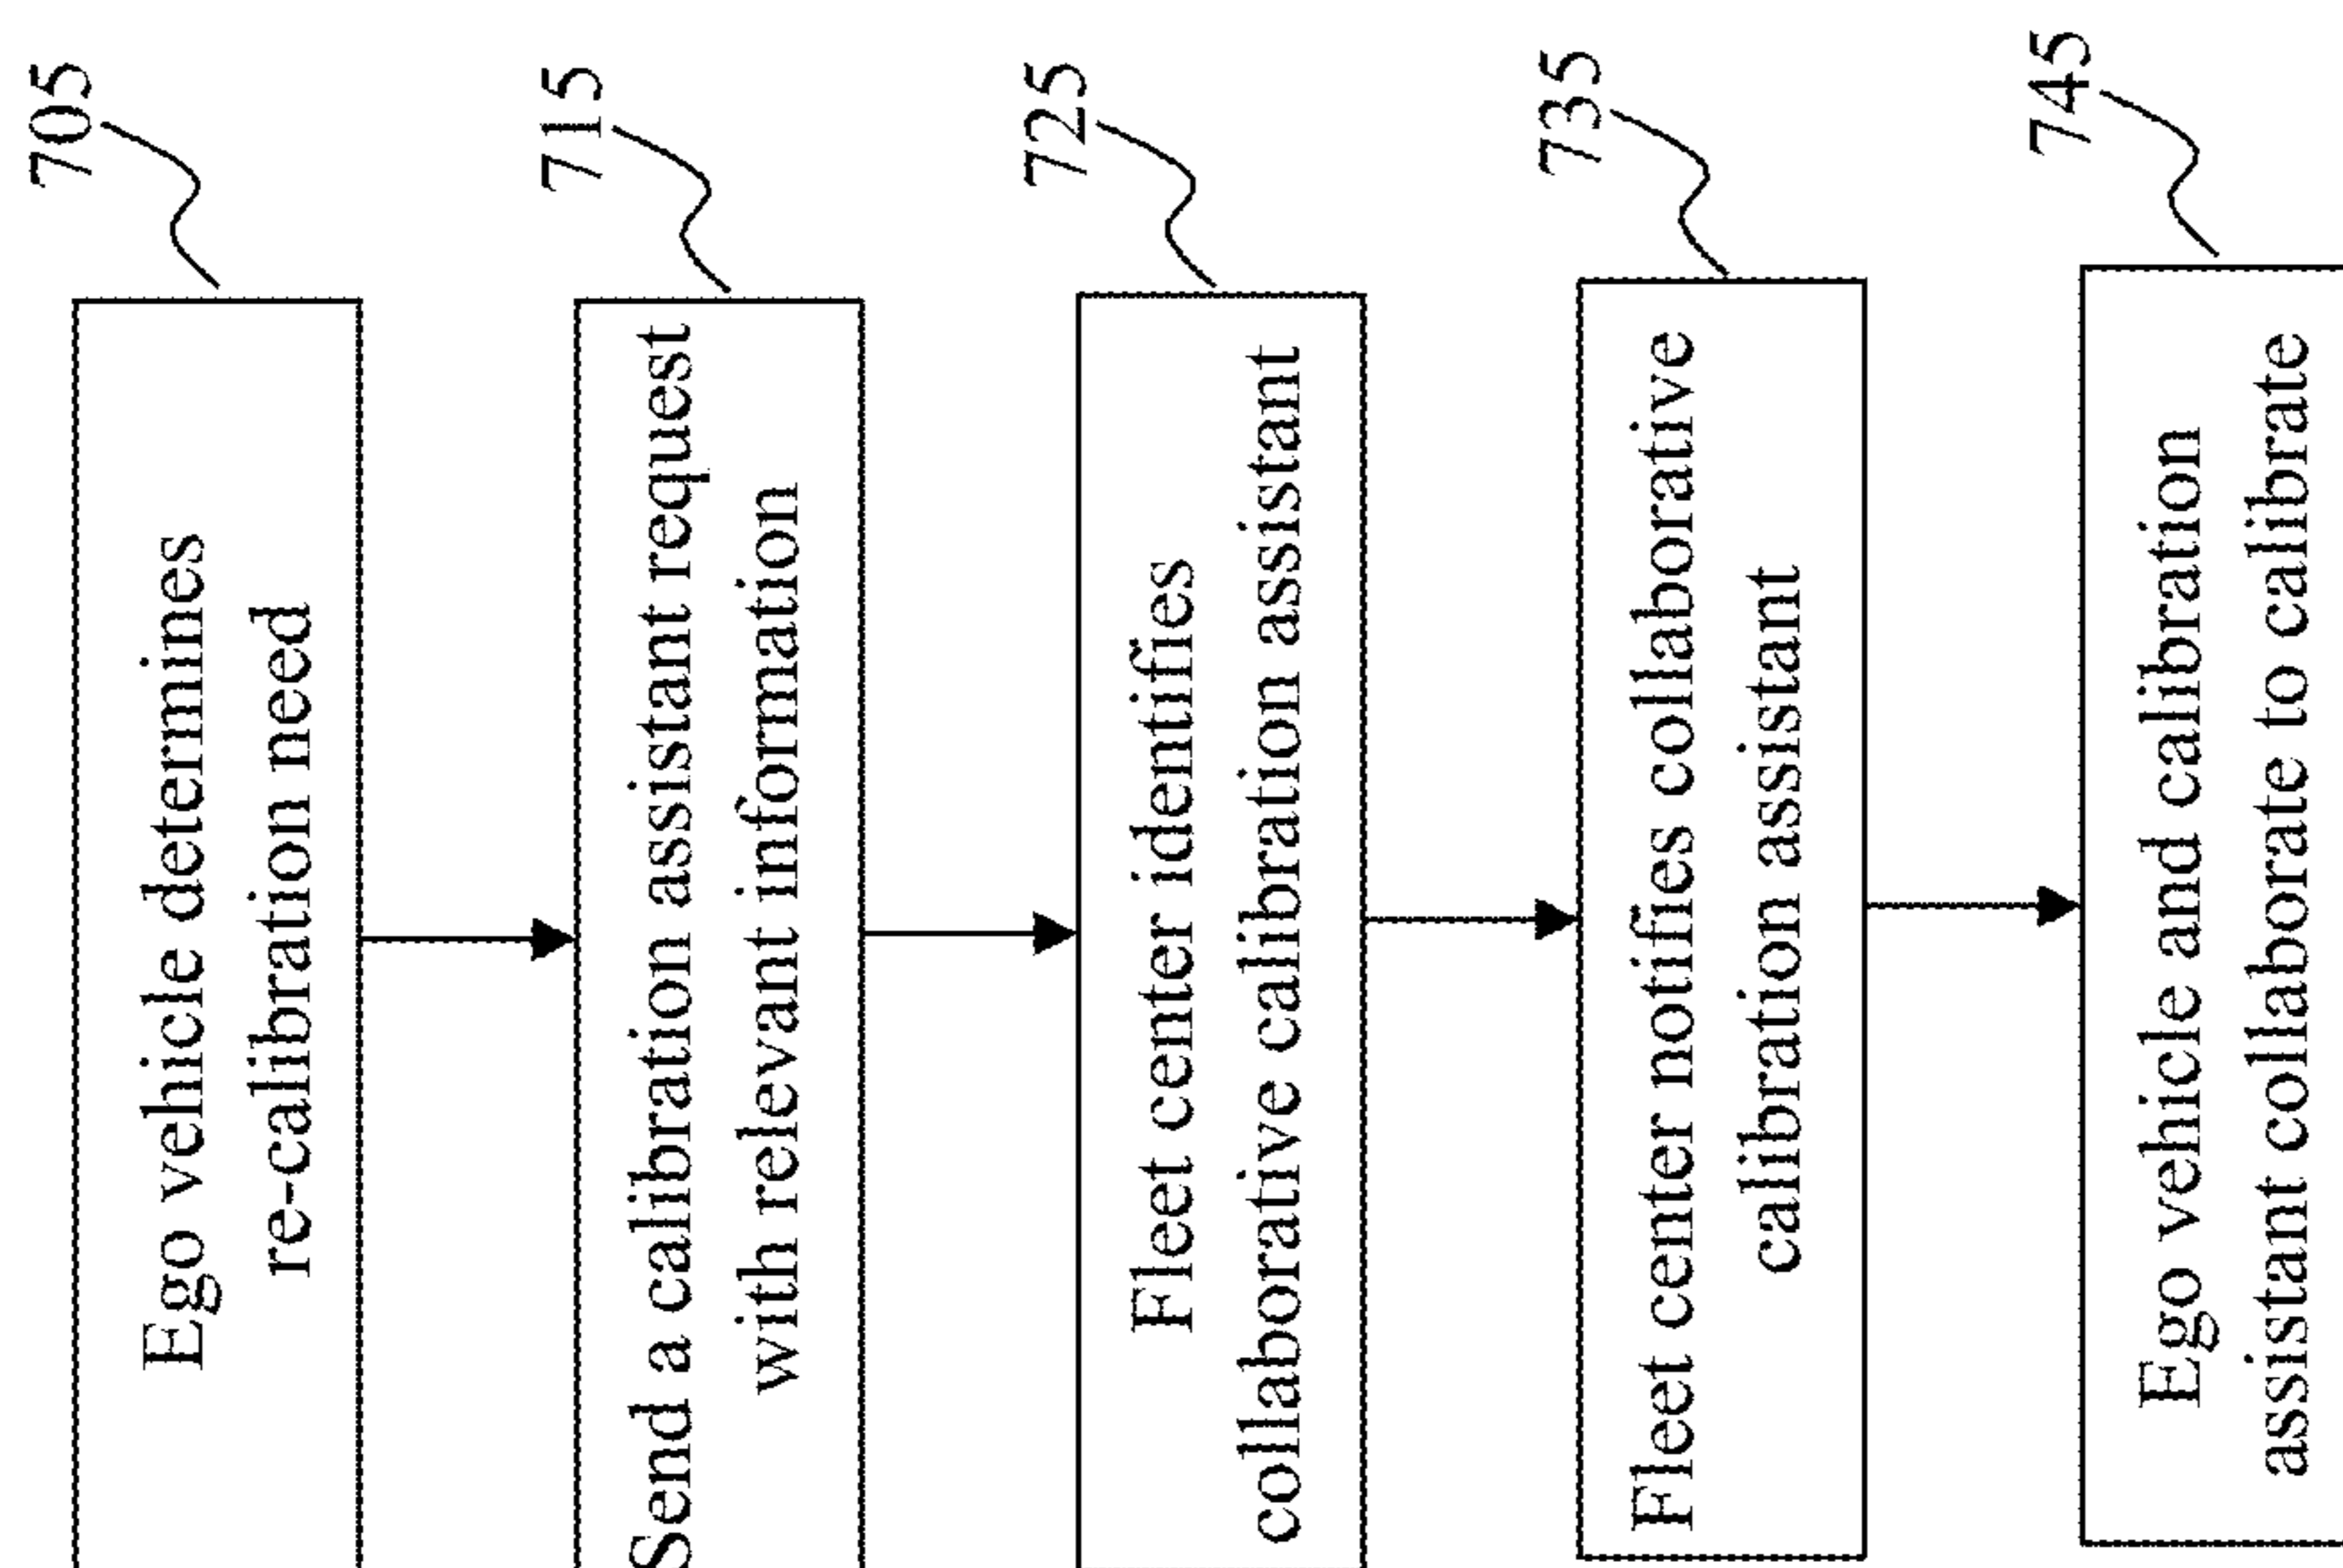 705
Ego vehicle determines
re-calibration need
715
Send a calibration assistant request
with relevant information
725
Fleet center identifies
collaborative calibration assistant
735
Fleet center notifies collaborative
calibration assistant
745
Ego vehicle and calibration
assistant collaborate to calibrate